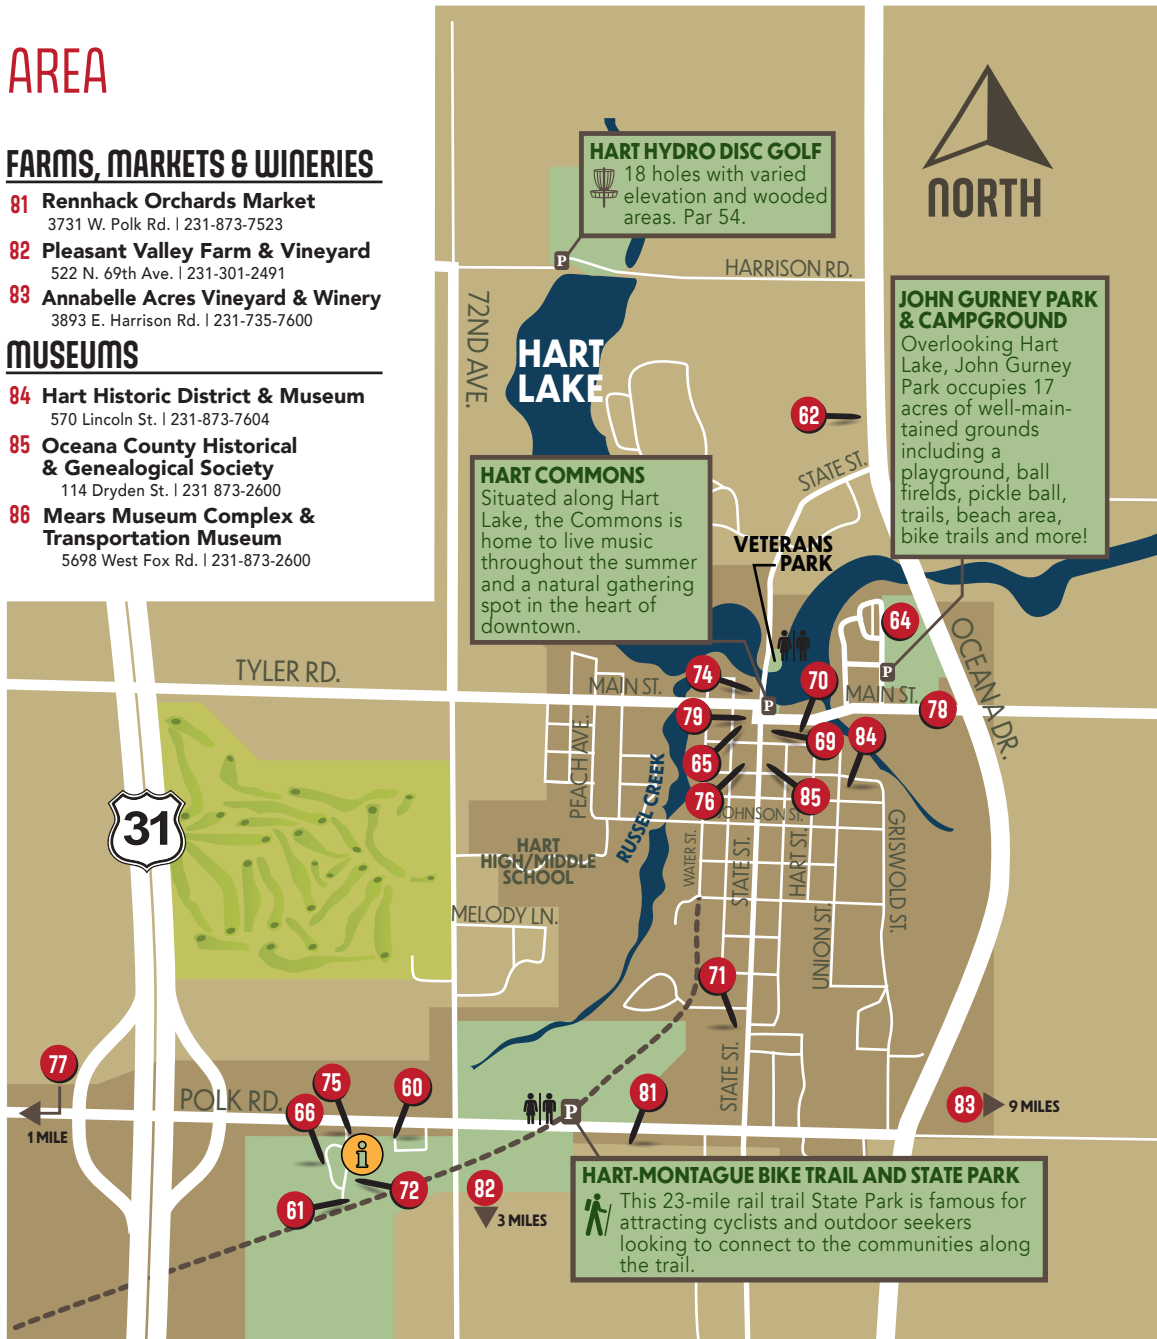 AREA
FARMS, MARKETS & WINERIES
81 Rennhack Orchards Market
3731 W. Polk Rd. | 231-873-7523
82 Pleasant Valley Farm & Vineyard
522 N. 69th Ave. | 231-301-2491
83 Annabelle Acres Vineyard & Winery
3893 E. Harrison Rd. | 231-735-7600
MUSEUMS
84 Hart Historic District & Museum
570 Lincoln St. | 231-873-7604
85 Oceana County Historical
& Genealogical Society
114 Dryden St. | 231 873-2600
86 Mears Museum Complex &
Transportation Museum
5698 West Fox Rd. | 231-873-2600
NORTH
HART HYDRO DISC GOLF
18 holes with varied
elevation and wooded
areas. Par 54.
P
HARRISON RD.
72ND AVE.
HART
LAKE
JOHN GURNEY PARK
& CAMPGROUND
Overlooking Hart
Lake, John Gurney
Park occupies 17
acres of well-main-
tained grounds
including a
playground, ball
firelds, pickle ball,
trails, beach area,
bike trails and more!
62
STATE ST.
HART COMMONS
Situated along Hart
Lake, the Commons is
home to live music
throughout the summer
and a natural gathering
spot in the heart of
downtown.
VETERANS
PARK
64
OCEANA DR.
TYLER RD.
MAIN ST.
74
P
70
P
MAIN ST.
78
79
69
84
65
76
85
PEACH AVE.
RUSSEL CREEK
JOHNSON ST.
31
HART
HIGH/MIDDLE
SCHOOL
WATER ST.
STATE ST.
HART ST.
GRISWOLD ST.
MELODY LN.
UNION ST.
71
STATE ST.
77
1 MILE
POLK RD.
75
66
60
i
61
72
P
81
83
9 MILES
82
3 MILES
HART-MONTAGUE BIKE TRAIL AND STATE PARK
This 23-mile rail trail State Park is famous for
attracting cyclists and outdoor seekers
looking to connect to the communities along
the trail.